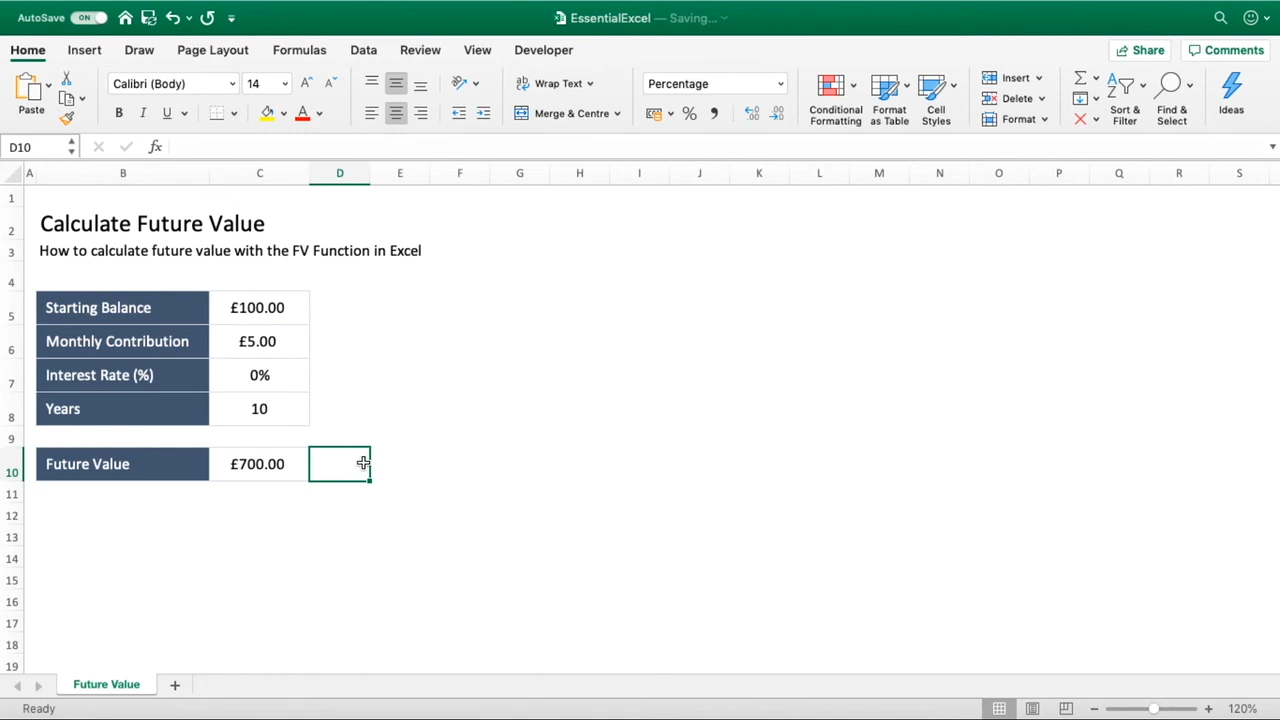 AutoSave ON EssentialExcel — Saving...
Home Insert Draw Page Layout Formulas Data Review View Developer Share Comments
Paste Calibri (Body) 14 A A Wrap Text Percentage Conditional Formatting Format as Table Cell Styles Insert Sort & Filter Find & Select Ideas
Delete
B I U A Merge & Centre % Format
D10 fx
A B C D E F G H I J K L M N O P Q R S
1
2 Calculate Future Value
3 How to calculate future value with the FV Function in Excel
4
5 Starting Balance £100.00
6 Monthly Contribution £5.00
7 Interest Rate (%) 0%
8 Years 10
9
10 Future Value £700.00
11
12
13
14
15
16
17
18
19
Future Value +
Ready 120%